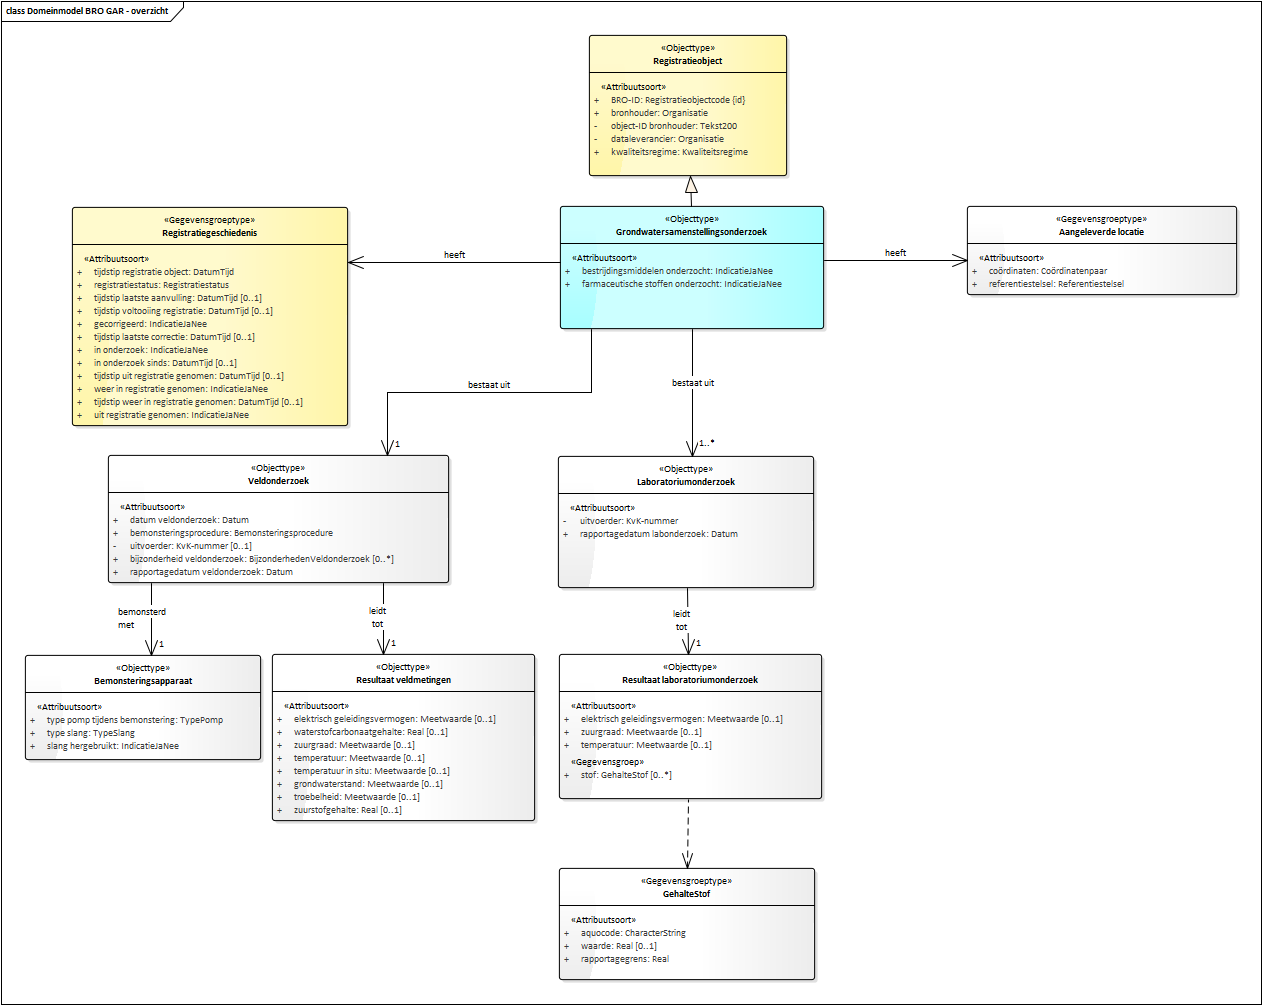 class Domeinmodel BRO GAR - overzicht
«Objecttype»
Registratieobject
«Attribuutsoort»
+ BRO-ID: Registratieobjectcode {id}
+ bronhouder: Organisatie
- object-ID bronhouder: Tekst200
- dataleverancier: Organisatie
+ kwaliteitsregime: Kwaliteitsregime
«Gegevensgroeptype»
Registratiegeschiedenis
«Attribuutsoort»
+ tijdstip registratie object: DatumTijd
+ registratiestatus: Registratiestatus
+ tijdstip laatste aanvulling: DatumTijd [0..1]
+ tijdstip voltooiing registratie: DatumTijd [0..1]
+ gecorrigeerd: IndicatieJaNee
+ tijdstip laatste correctie: DatumTijd [0..1]
+ in onderzoek: IndicatieJaNee
+ in onderzoek sinds: DatumTijd [0..1]
+ tijdstip uit registratie genomen: DatumTijd [0..1]
+ weer in registratie genomen: IndicatieJaNee
+ tijdstip weer in registratie genomen: DatumTijd [0..1]
+ uit registratie genomen: IndicatieJaNee
heeft
«Objecttype»
Grondwatersamenstellingsonderzoek
«Attribuutsoort»
+ bestrijdingsmiddelen onderzocht: IndicatieJaNee
+ farmaceutische stoffen onderzocht: IndicatieJaNee
heeft
«Gegevensgroeptype»
Aangeleverde locatie
«Attribuutsoort»
+ coördinaten: Coördinatenpaar
+ referentiestelsel: Referentiestelsel
bestaat uit
1
bestaat uit
1..*
«Objecttype»
Veldonderzoek
«Attribuutsoort»
+ datum veldonderzoek: Datum
+ bemonsteringsprocedure: Bemonsteringsprocedure
- uitvoerder: KvK-nummer [0..1]
+ bijzonderheid veldonderzoek: BijzonderhedenVeldonderzoek [0..*]
+ rapportagedatum veldonderzoek: Datum
«Objecttype»
Laboratoriumonderzoek
«Attribuutsoort»
- uitvoerder: KvK-nummer
+ rapportagedatum labonderzoek: Datum
bemonsterd
met
1
leidt
tot
1
leidt
tot
1
«Objecttype»
Bemonsteringsapparaat
«Attribuutsoort»
+ type pomp tijdens bemonstering: TypePomp
+ type slang: TypeSlang
+ slang hergebruikt: IndicatieJaNee
«Objecttype»
Resultaat veldmetingen
«Attribuutsoort»
+ elektrisch geleidingsvermogen: Meetwaarde [0..1]
+ waterstofcarbonaatgehalte: Real [0..1]
+ zuurgraad: Meetwaarde [0..1]
+ temperatuur: Meetwaarde [0..1]
+ temperatuur in situ: Meetwaarde [0..1]
+ grondwaterstand: Meetwaarde [0..1]
+ troebelheid: Meetwaarde [0..1]
+ zuurstofgehalte: Real [0..1]
«Objecttype»
Resultaat laboratoriumonderzoek
«Attribuutsoort»
+ elektrisch geleidingsvermogen: Meetwaarde [0..1]
+ zuurgraad: Meetwaarde [0..1]
+ temperatuur: Meetwaarde [0..1]
«Gegevensgroep»
+ stof: GehalteStof [0..*]
«Gegevensgroeptype»
GehalteStof
«Attribuutsoort»
+ aquocode: CharacterString
+ waarde: Real [0..1]
+ rapportagegrens: Real